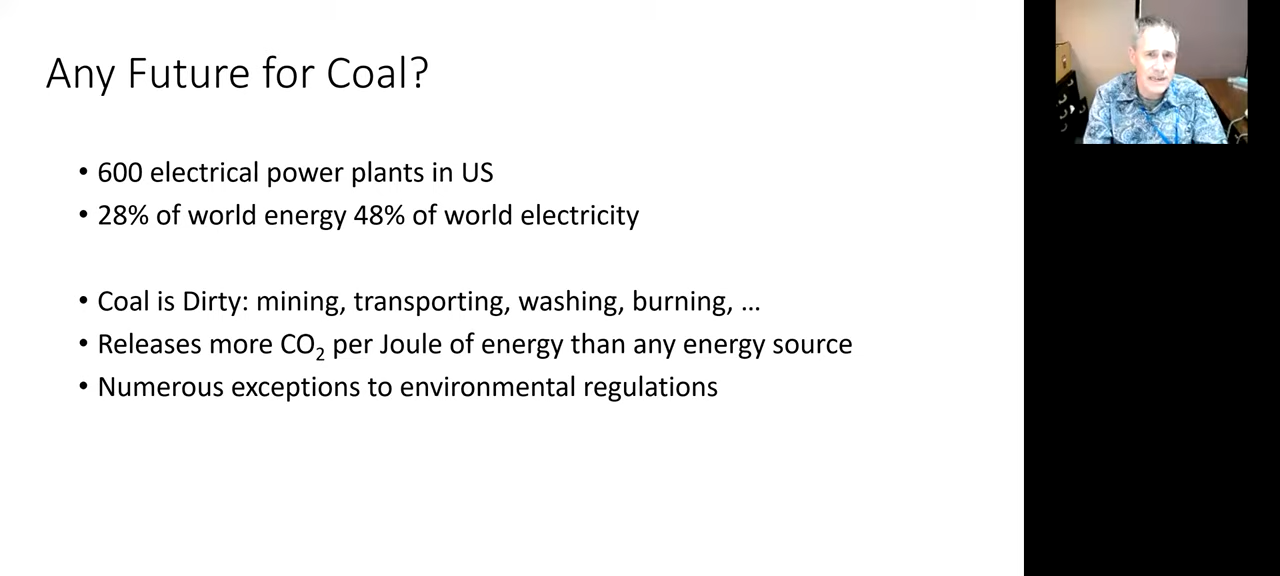 Any Future for Coal?
• 600 electrical power plants in US
• 28% of world energy 48% of world electricity
• Coal is Dirty: mining, transporting, washing, burning, …
• Releases more CO₂ per Joule of energy than any energy source
• Numerous exceptions to environmental regulations